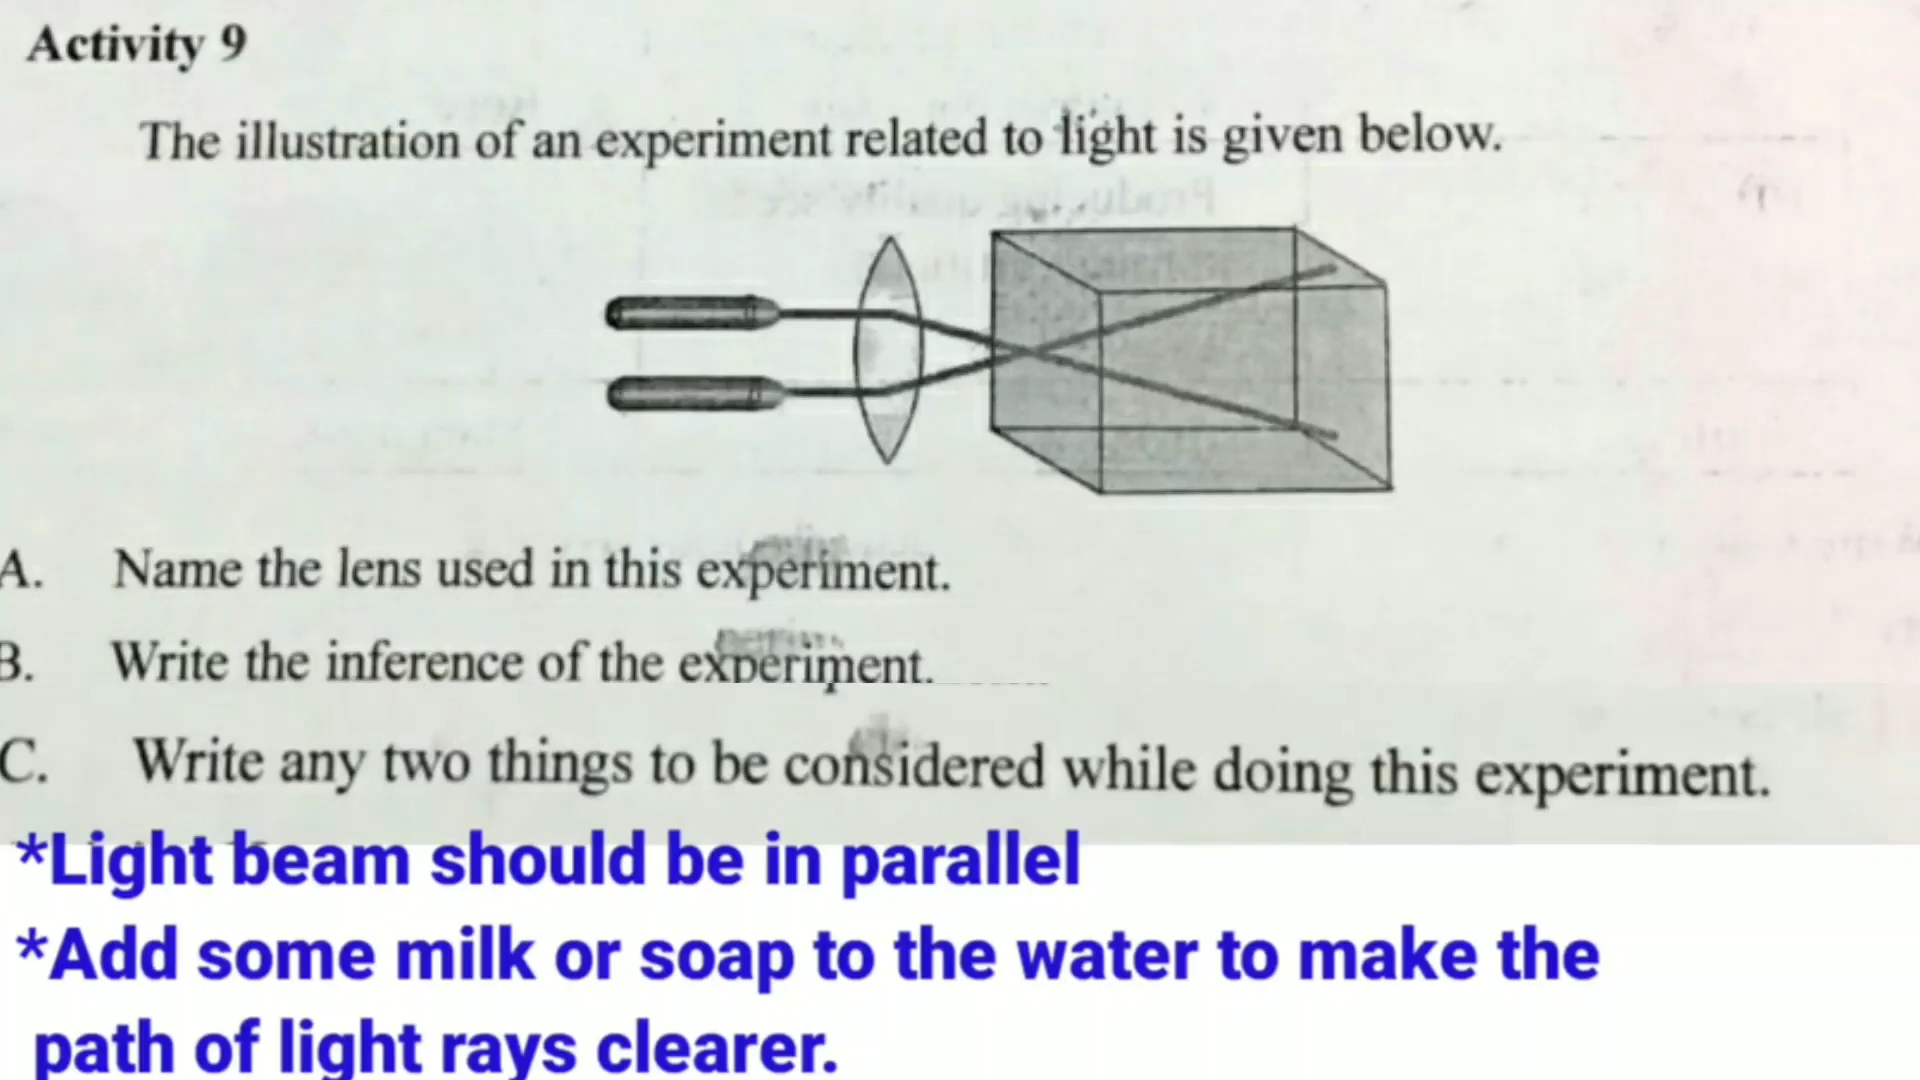 Activity 9
The illustration of an experiment related to light is given below.
A. Name the lens used in this experiment.
B. Write the inference of the experiment.
C. Write any two things to be considered while doing this experiment.
*Light beam should be in parallel
*Add some milk or soap to the water to make the
path of light rays clearer.